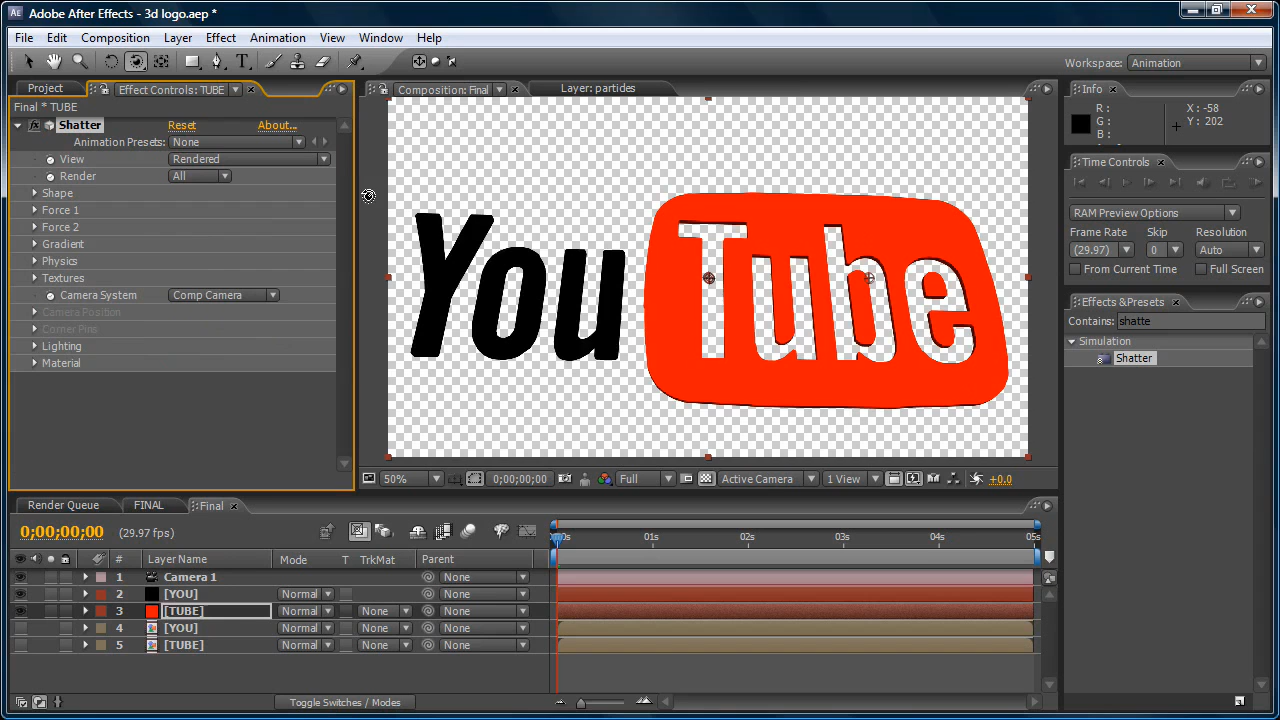 Adobe After Effects - 3d logo.aep *
File Edit Composition Layer Effect Animation View Window Help
Workspace: Animation
Project Effect Controls: TUBE
Final * TUBE
Shatter Reset About...
Animation Presets: None
View Rendered
Render All
Shape
Force 1
Force 2
Gradient
Physics
Textures
Camera System Comp Camera
Camera Position
Corner Pins
Lighting
Material
Composition: Final Layer: partides
You Tube
50% 0;00;00;00 Full Active Camera 1 View +0.0
Info
R: X: -58
G: Y: 202
B:
A:
Time Controls
RAM Preview Options
Frame Rate Skip Resolution
(29.97) 0 Auto
From Current Time Full Screen
Effects & Presets
Contains: shatte
Simulation
Shatter
Render Queue FINAL Final
0;00;00;00 (29.97 fps)
# Layer Name Mode T TrkMat Parent
01s 02s 03s 04s 05s
1 Camera 1 None
2 [YOU] Normal None
3 [TUBE] Normal None None
4 [YOU] Normal None None
5 [TUBE] Normal None None
Toggle Switches / Modes